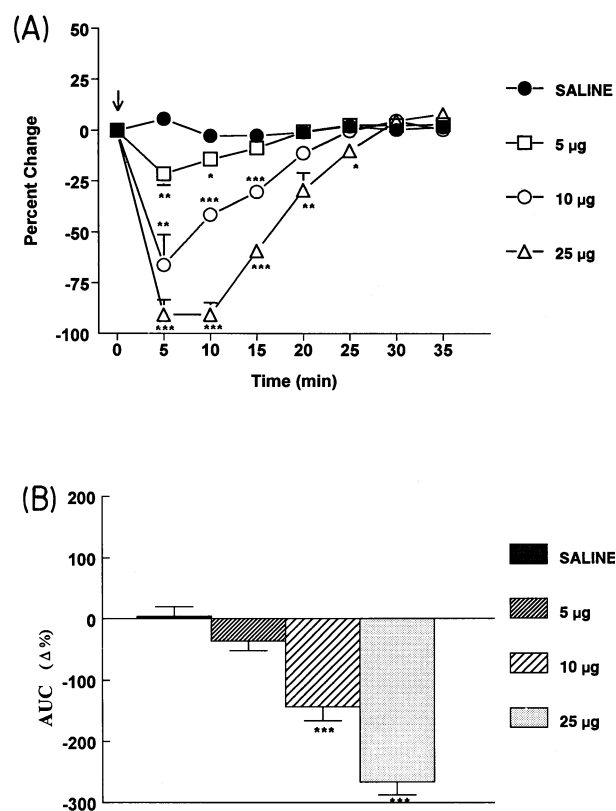 (A)
50
25
0
-25
-50
-75
-100
Percent Change
0 5 10 15 20 25 30 35
Time (min)
** * 
** *** ***
*** *** *** ** *
SALINE
5 µg
10 µg
25 µg
(B)
200
100
0
-100
-200
-300
AUC (Δ%)
***
***
SALINE
5 µg
10 µg
25 µg